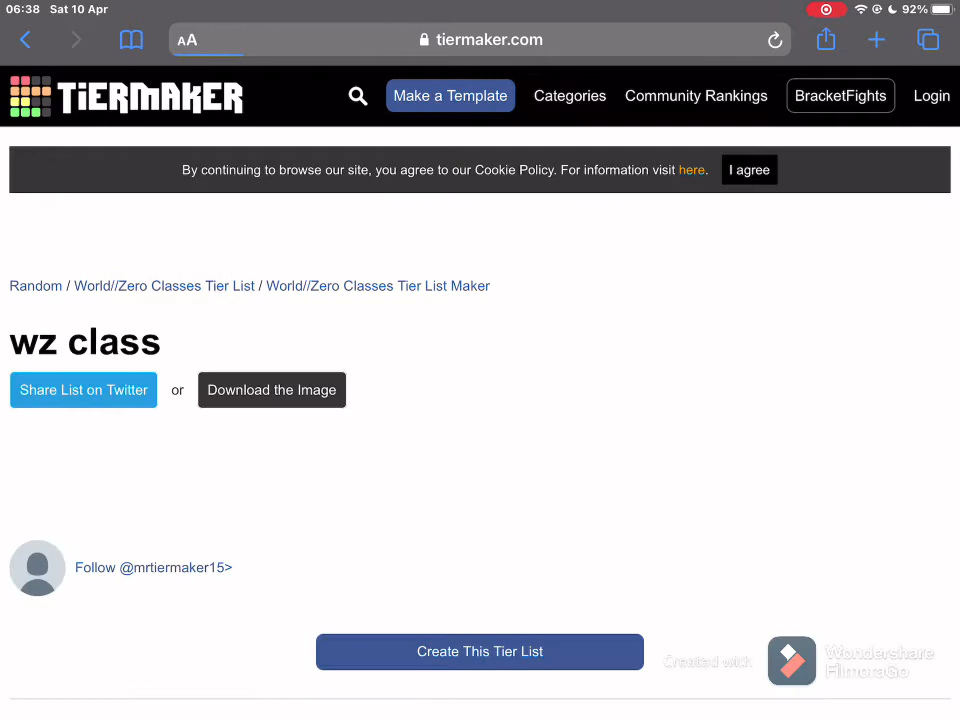 06:38 Sat 10 Apr 92%
AA tiermaker.com
TiERMAKER Make a Template Categories Community Rankings BracketFights Login
By continuing to browse our site, you agree to our Cookie Policy. For information visit here. I agree
Random / World//Zero Classes Tier List / World//Zero Classes Tier List Maker
wz class
Share List on Twitter or Download the Image
Follow @mrtiermaker15>
Create This Tier List
Created with Wondershare
FilmoraGo